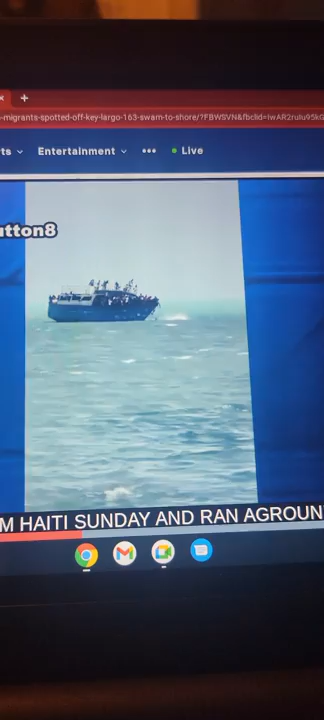 +
-migrants-spotted-off-key-largo-163-swam-to-shore/?FBWSVN&fbclid=IwAR2rulu95kG
ts Entertainment ••• Live
utton8
M HAITI SUNDAY AND RAN AGROUN